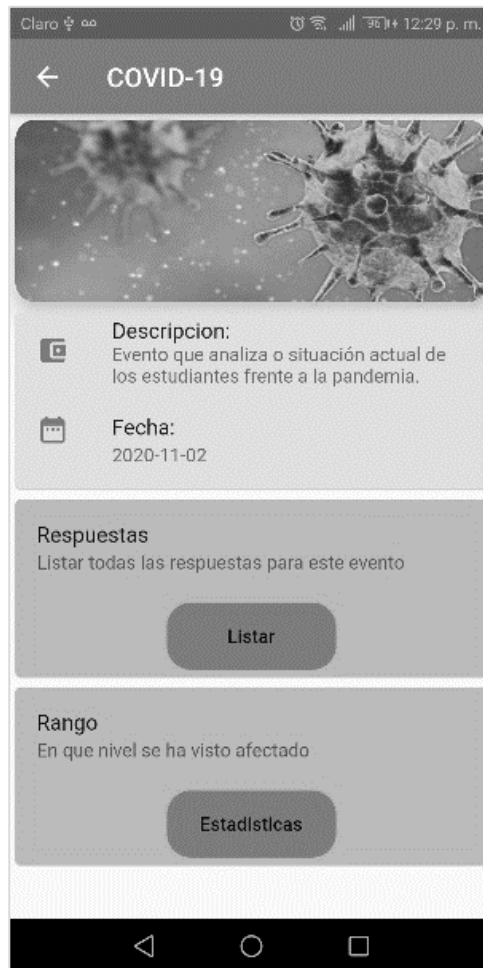 Claro 96 12:29 p. m.
COVID-19
Descripcion:
Evento que analiza o situación actual de
los estudiantes frente a la pandemia.
Fecha:
2020-11-02
Respuestas
Listar todas las respuestas para este evento
Listar
Rango
En que nivel se ha visto afectado
Estadisticas